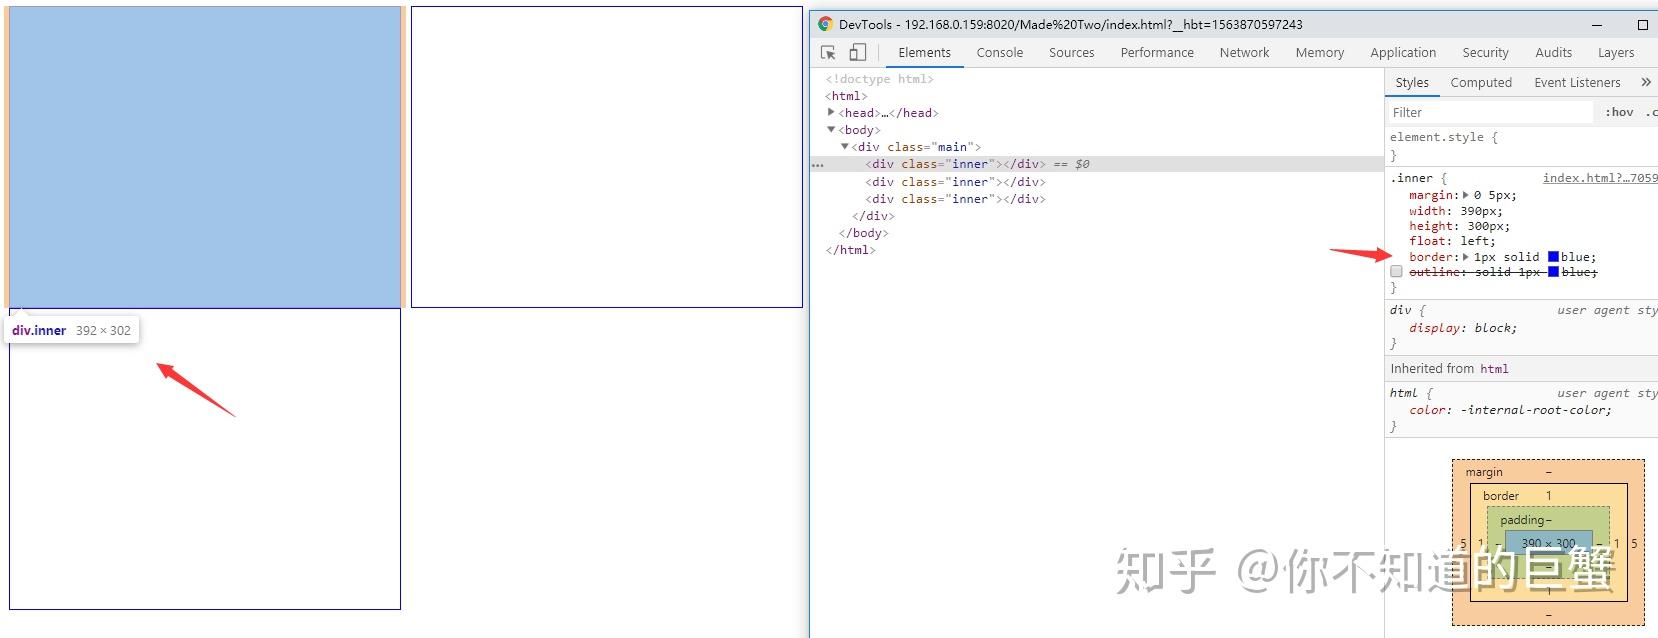 div.inner 392 × 302
DevTools - 192.168.0.159:8020/Made%20Two/index.html?__hbt=1563870597243
Elements Console Sources Performance Network Memory Application Security Audits Layers
<!doctype html>
<html>
<head>…</head>
<body>
<div class="main">
… <div class="inner"></div> == $0
<div class="inner"></div>
<div class="inner"></div>
</div>
</body>
</html>
Styles Computed Event Listeners »
Filter :hov .c
element.style {
}
.inner { index.html?…7059
margin: 0 5px;
width: 390px;
height: 300px;
float: left;
border: 1px solid blue;
outline: solid 1px blue;
}
div { user agent sty
display: block;
}
Inherited from html
html { user agent sty
color: -internal-root-color;
}
margin –
border 1
padding –
5 1 – 390 × 300 – 1 5
–
1
–
知乎 @你不知道的巨蟹